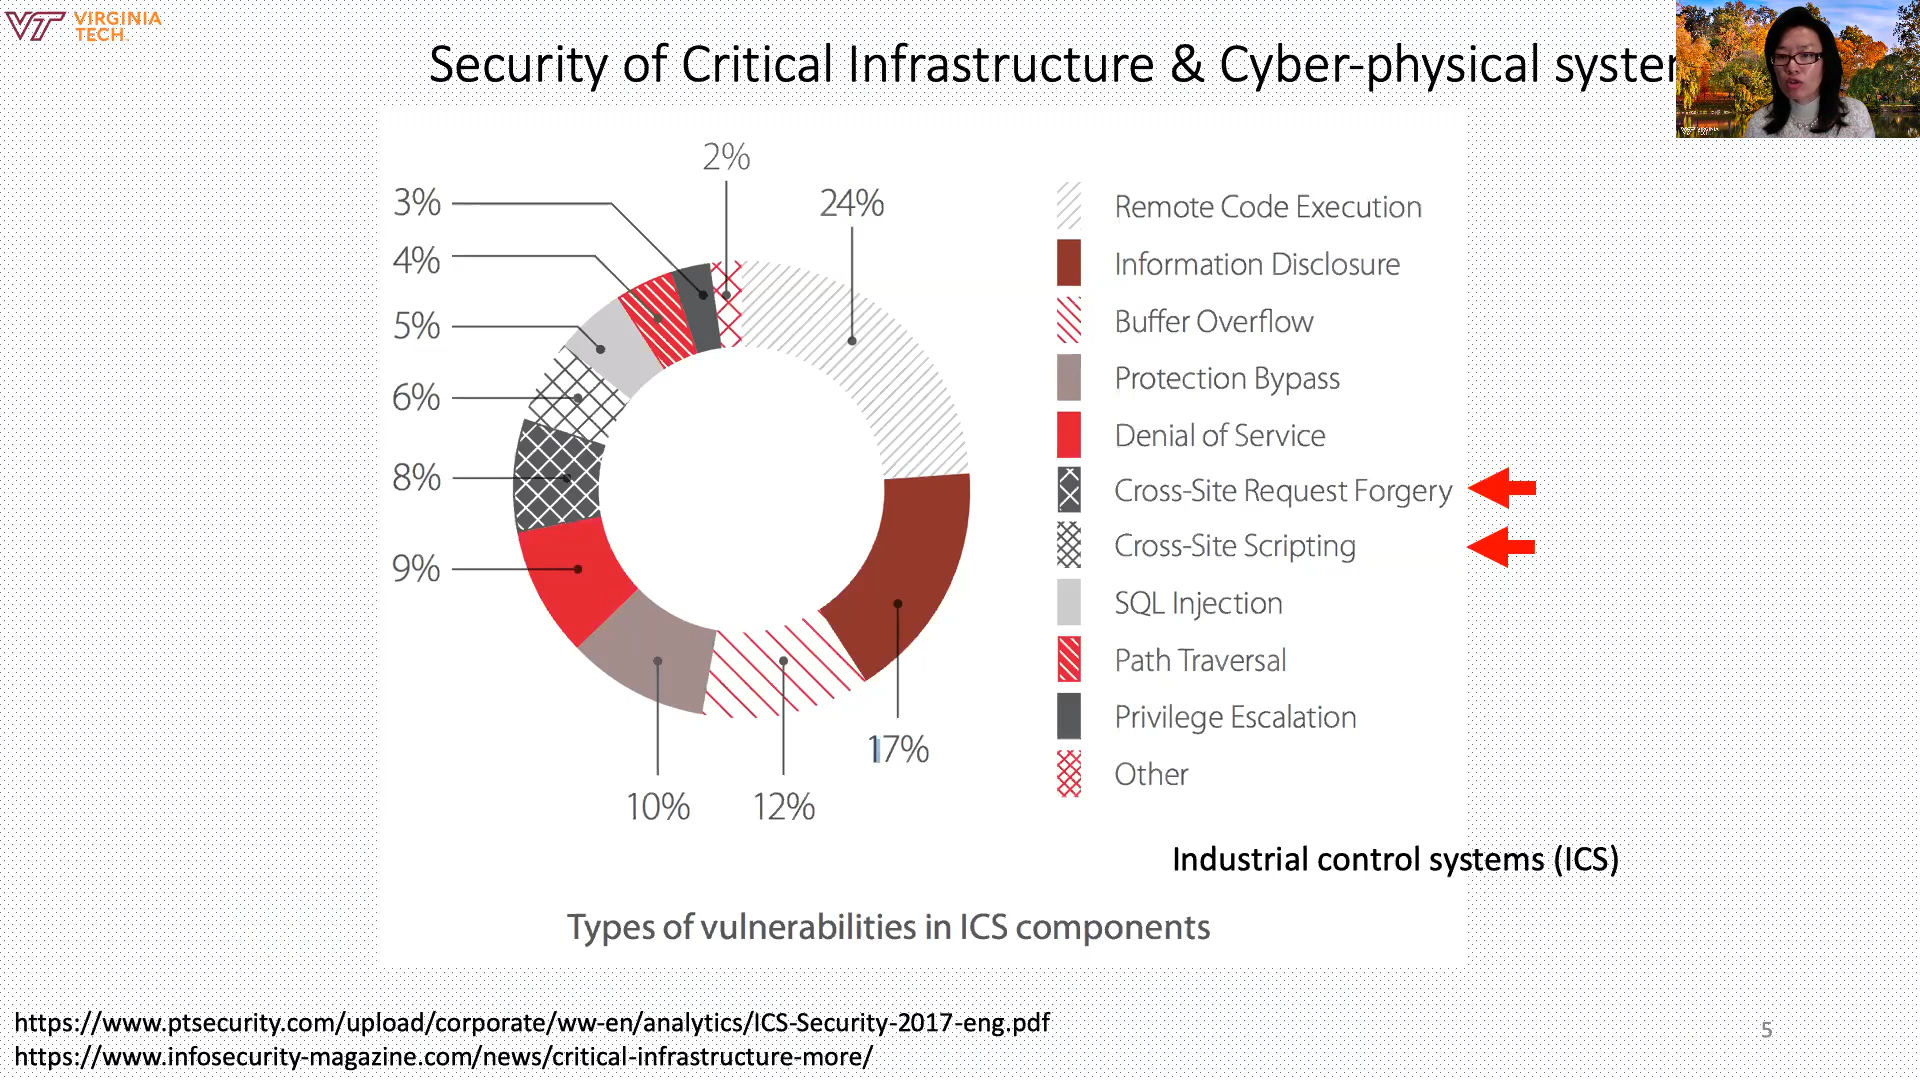 VIRGINIA
TECH
Security of Critical Infrastructure & Cyber-physical
2%
3%
24%
4%
5%
6%
8%
9%
10%
12%
17%
Remote Code Execution
Information Disclosure
Buffer Overflow
Protection Bypass
Denial of Service
Cross-Site Request Forgery
Cross-Site Scripting
SQL Injection
Path Traversal
Privilege Escalation
Other
Industrial control systems (ICS)
Types of vulnerabilities in ICS components
https://www.ptsecurity.com/upload/corporate/ww-en/analytics/ICS-Security-2017-eng.pdf
https://www.infosecurity-magazine.com/news/critical-infrastructure-more/
5